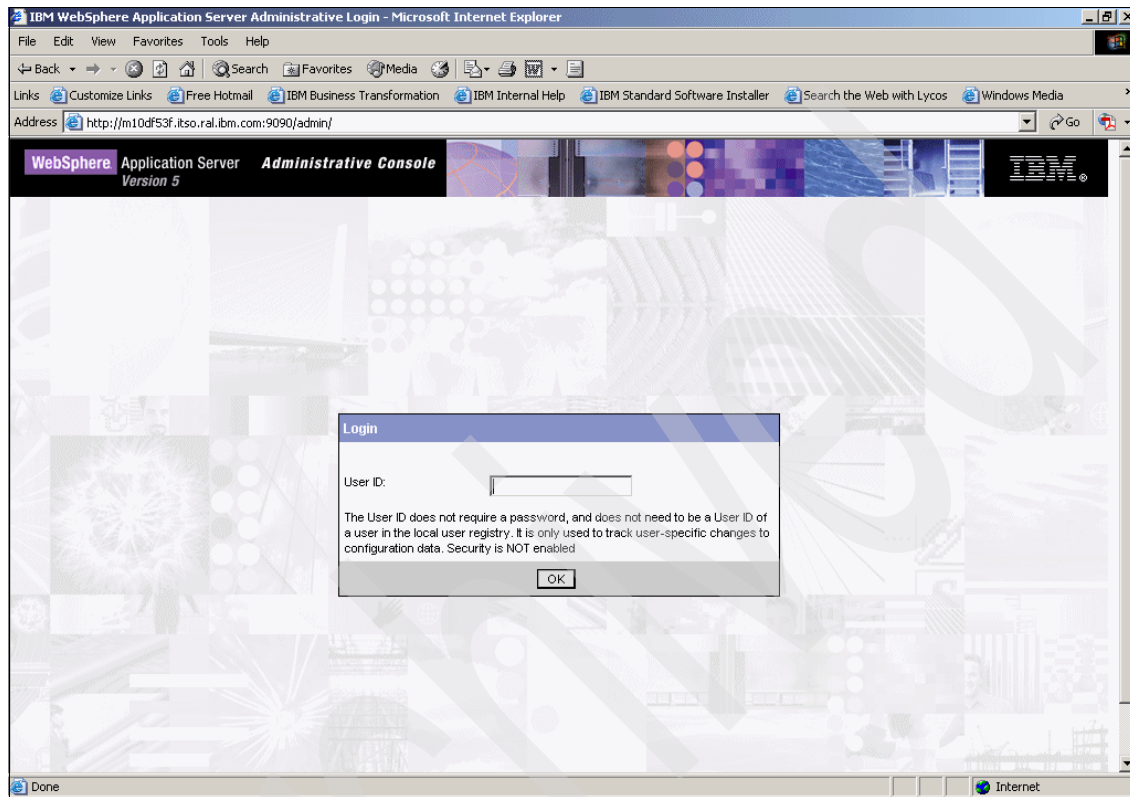 IBM WebSphere Application Server Administrative Login - Microsoft Internet Explorer
File Edit View Favorites Tools Help
Back Search Favorites Media
Links Customize Links Free Hotmail IBM Business Transformation IBM Internal Help IBM Standard Software Installer Search the Web with Lycos Windows Media
Address http://m10df53f.itso.ral.ibm.com:9090/admin/ Go
WebSphere. Application Server Administrative Console
Version 5
IBM®
Login
User ID:
The User ID does not require a password, and does not need to be a User ID of
a user in the local user registry. It is only used to track user-specific changes to
configuration data. Security is NOT enabled
OK
Done Internet